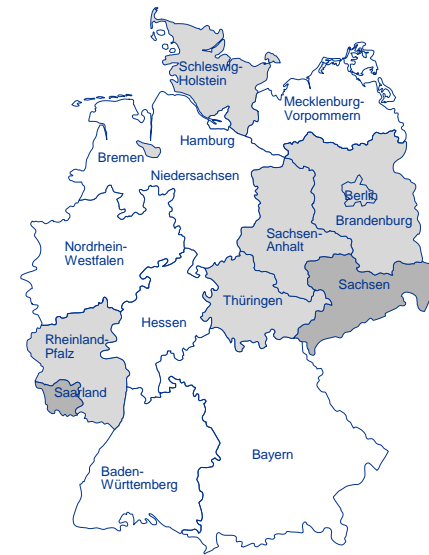 Schleswig-
Holstein
Mecklenburg-
Vorpommern
Hamburg
Bremen
Niedersachsen
Berlin
Brandenburg
Sachsen-
Anhalt
Nordrhein-
Westfalen
Sachsen
Thüringen
Hessen
Rheinland-
Pfalz
Saarland
Bayern
Baden-
Württemberg